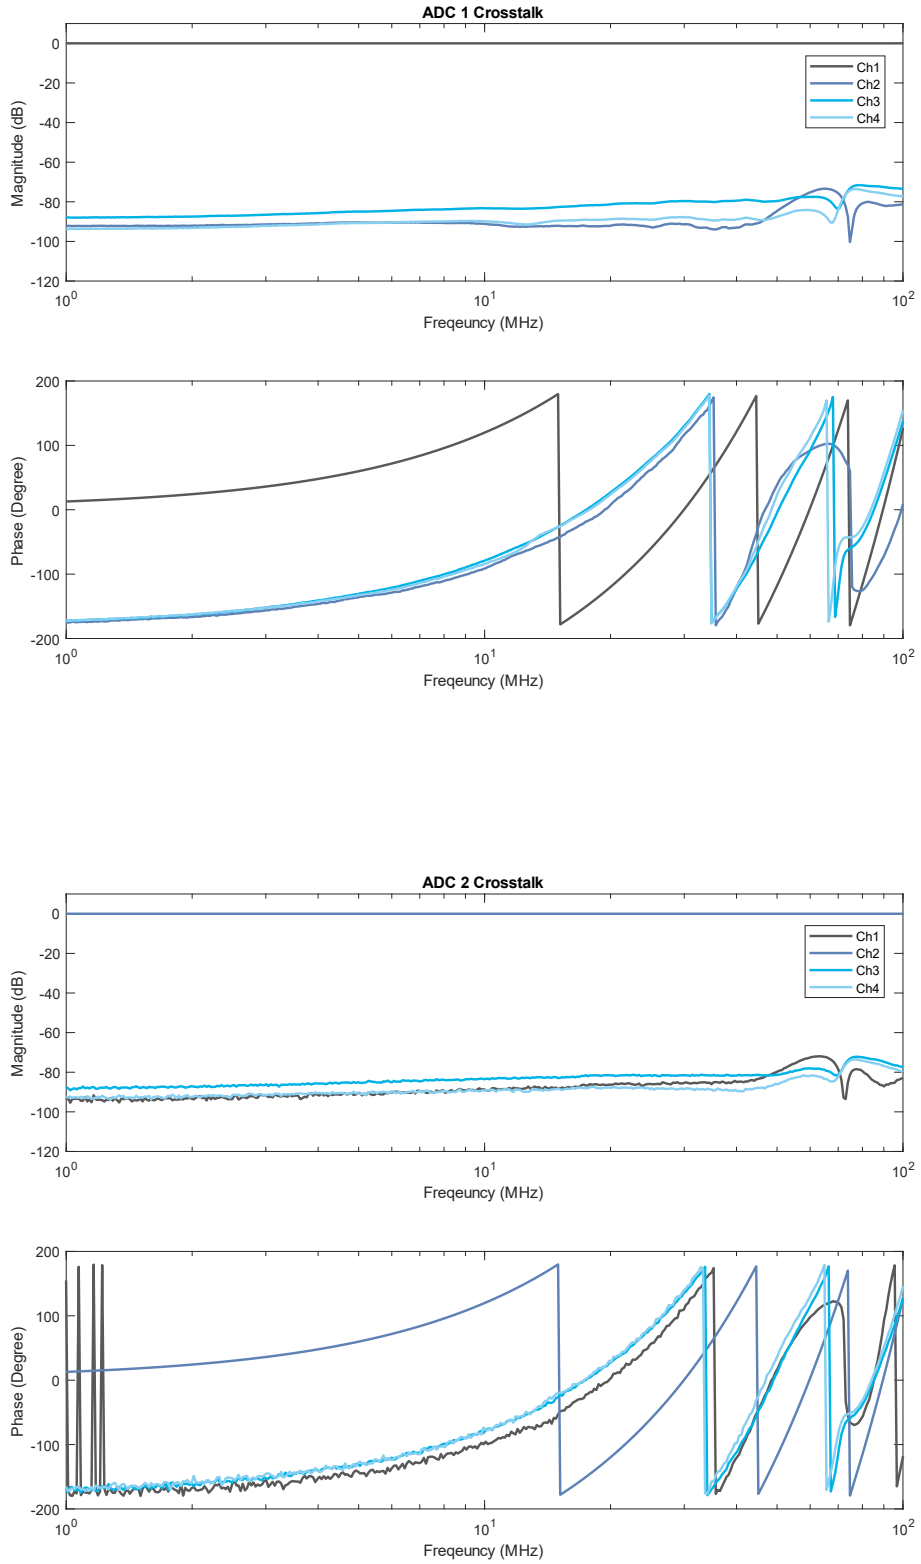 ADC 1 Crosstalk
0
-20
-40
-60
-80
-100
-120
Magnitude (dB)
Ch1
Ch2
Ch3
Ch4
10^0
10^1
10^2
Freqeuncy (MHz)
200
100
0
-100
-200
Phase (Degree)
10^0
10^1
10^2
Freqeuncy (MHz)
ADC 2 Crosstalk
0
-20
-40
-60
-80
-100
-120
Magnitude (dB)
Ch1
Ch2
Ch3
Ch4
10^0
10^1
10^2
Freqeuncy (MHz)
200
100
0
-100
-200
Phase (Degree)
10^0
10^1
10^2
Freqeuncy (MHz)